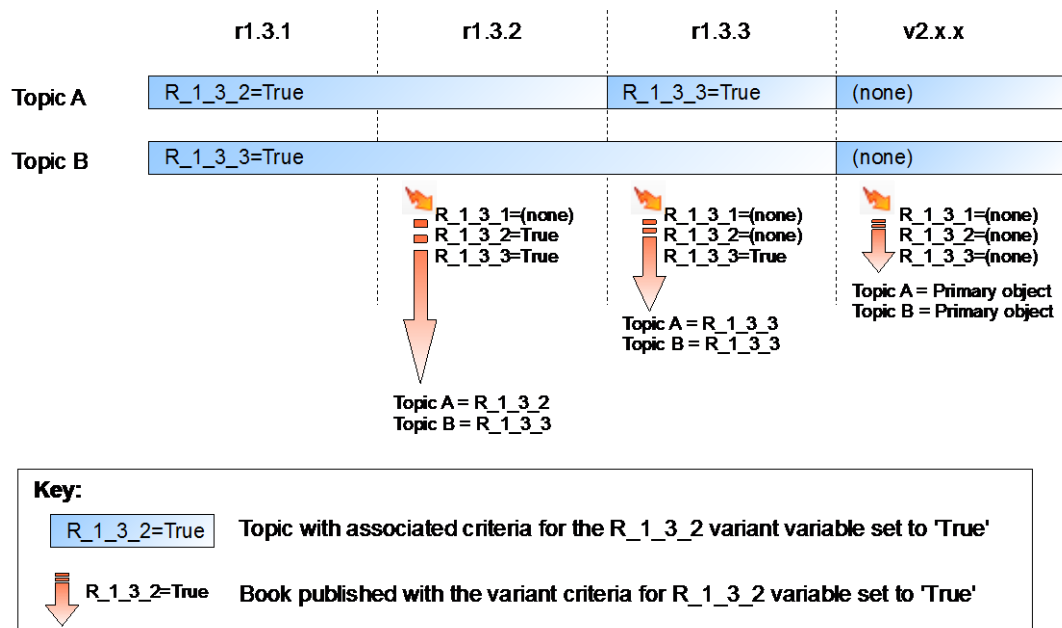 r1.3.1 r1.3.2 r1.3.3 v2.x.x
Topic A R_1_3_2=True R_1_3_3=True (none)
Topic B R_1_3_3=True (none)
R_1_3_1=(none) R_1_3_1=(none) R_1_3_1=(none)
R_1_3_2=True R_1_3_2=(none) R_1_3_2=(none)
R_1_3_3=True R_1_3_3=True R_1_3_3=(none)
Topic A = Primary object
Topic B = Primary object
Topic A = R_1_3_3
Topic B = R_1_3_3
Topic A = R_1_3_2
Topic B = R_1_3_3
Key:
R_1_3_2=True Topic with associated criteria for the R_1_3_2 variant variable set to 'True'
R_1_3_2=True Book published with the variant criteria for R_1_3_2 variable set to 'True'